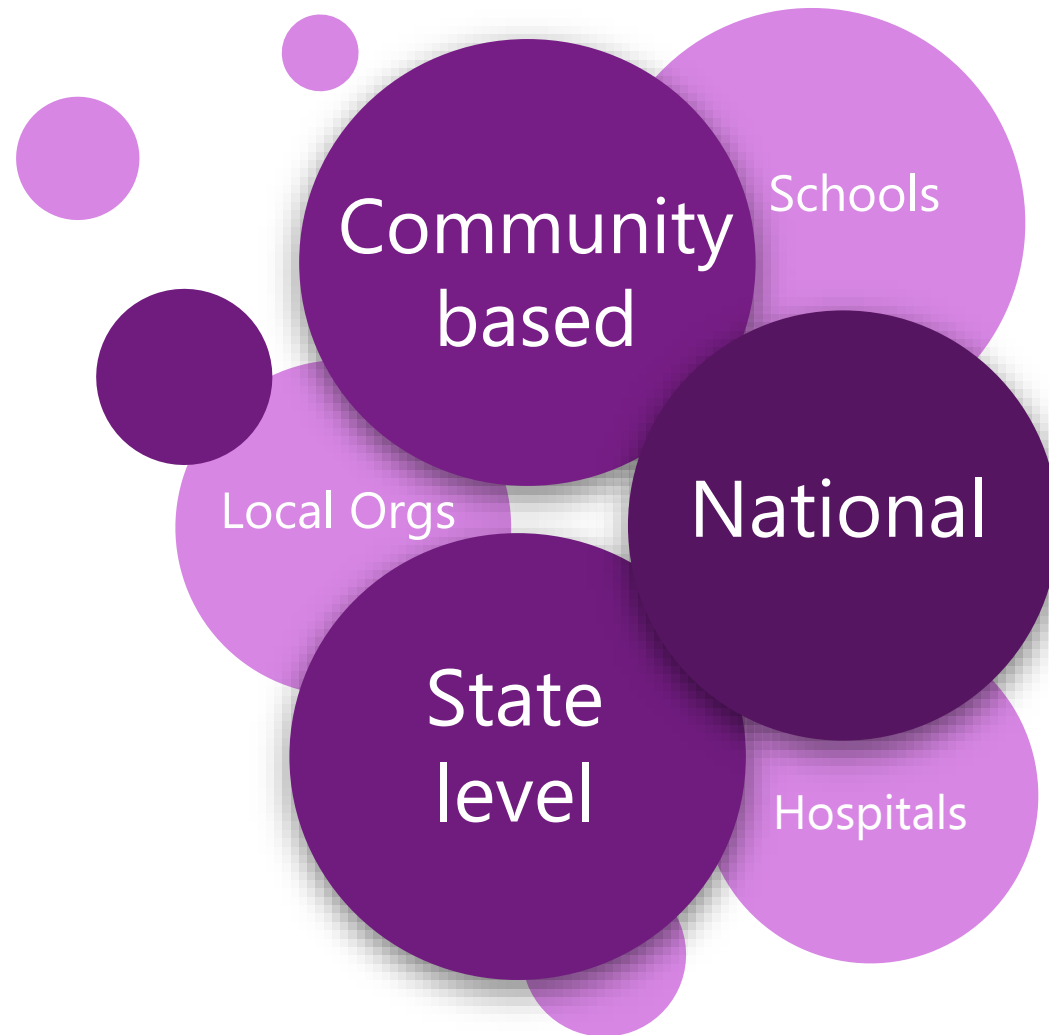 Schools
Community
based
Local Orgs
National
State
level
Hospitals